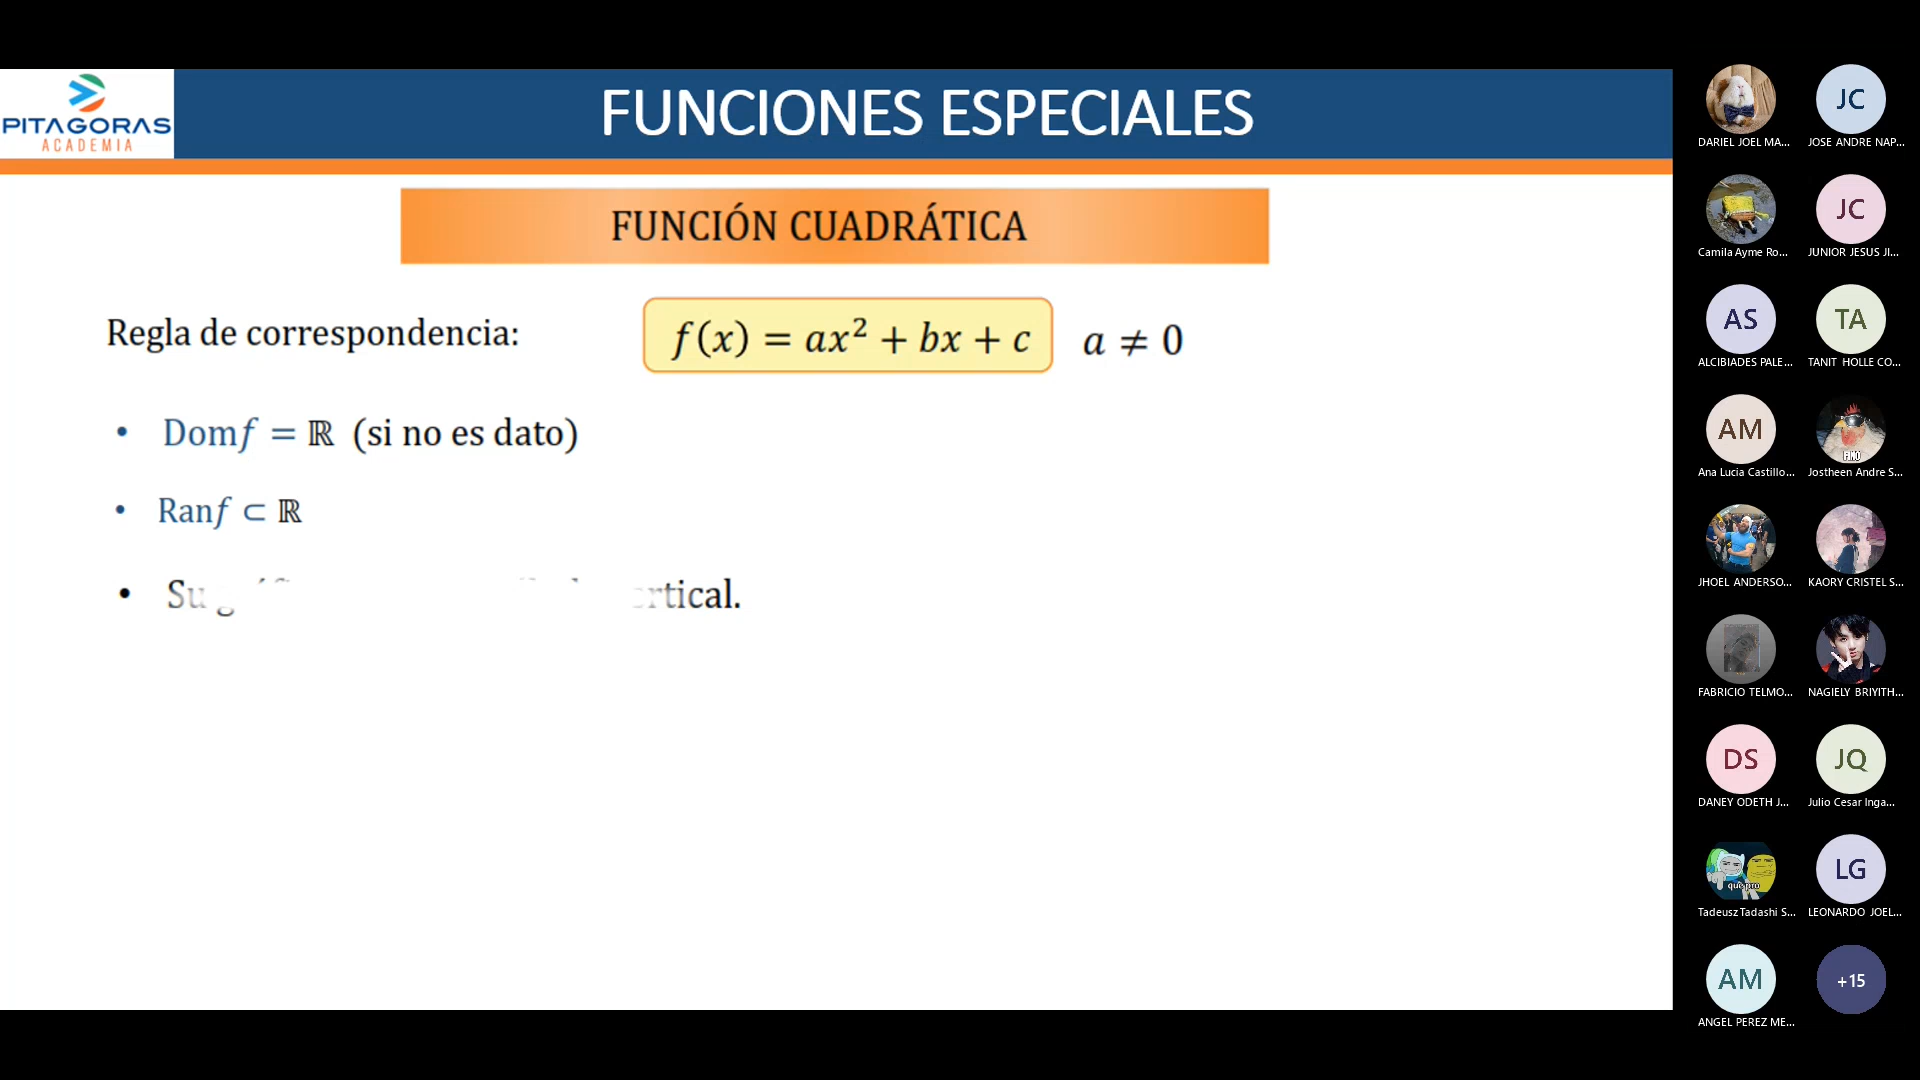 PITAGORAS
ACADEMIA
FUNCIONES ESPECIALES
FUNCIÓN CUADRÁTICA
Regla de correspondencia: f(x) = ax² + bx + c a ≠ 0
• Domf = ℝ (si no es dato)
• Ranf ⊂ ℝ
• Su
DARIEL JOEL MA...
JC
JOSE ANDRE NAP...
Camila Ayme Ro...
JC
JUNIOR JESUS JI...
AS
ALCIBIADES PALE...
TA
TANIT HOLLE CO...
AM
Ana Lucia Castillo...
FINO
Jostheen Andre S...
JHOEL ANDERSO...
KAORY CRISTEL S...
FABRICIO TELMO...
NAGIELY BRIYITH...
DS
DANEY ODETH J...
JQ
Julio Cesar Inga...
Tadeusz Tadashi S...
LG
LEONARDO JOEL...
AM
ANGEL PEREZ ME...
+15